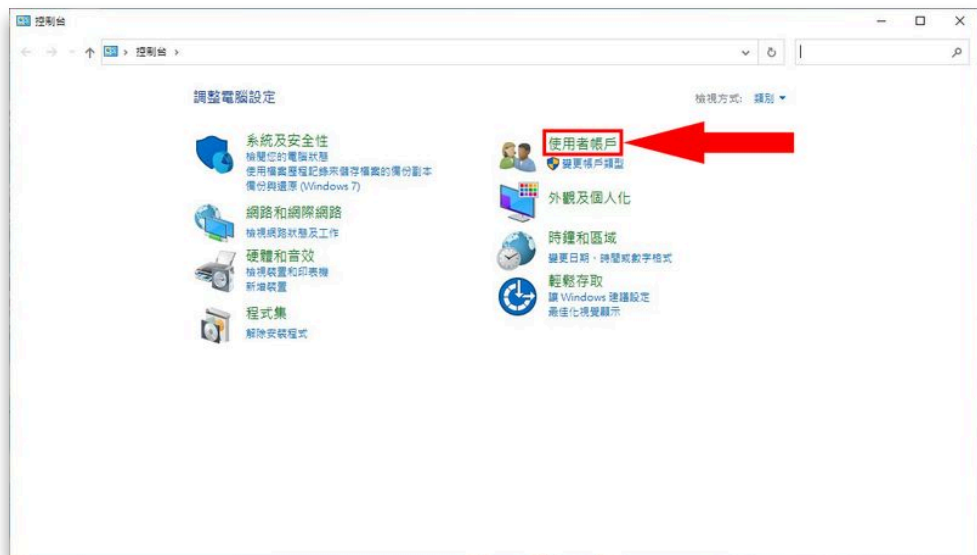 控制台
控制台
調整電腦設定
檢視方式: 類別
系統及安全性
檢閱您的電腦狀態
使用檔案歷程記錄來儲存檔案的備份副本
備份與還原 (Windows 7)
網路和網際網路
檢視網路狀態及工作
硬體和音效
檢視裝置和印表機
新增裝置
程式集
解除安裝程式
使用者帳戶
變更帳戶類型
外觀及個人化
時鐘和區域
變更日期、時間或數字格式
輕鬆存取
讓 Windows 建議設定
最佳化視覺顯示